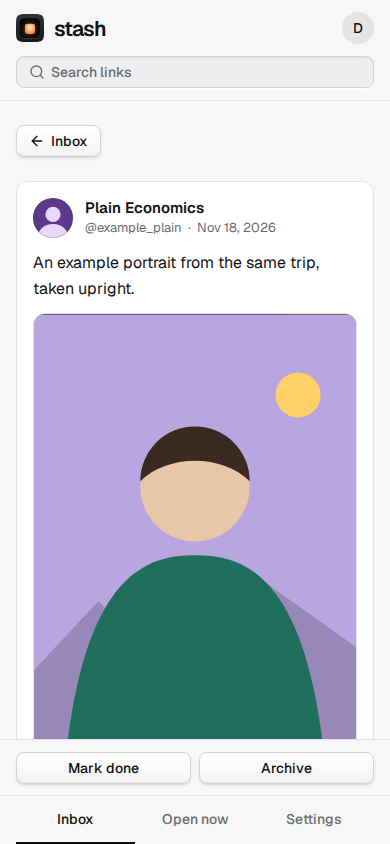 stash
D
Search links
Inbox
Plain Economics
@example_plain · Nov 18, 2026
An example portrait from the same trip,
taken upright.
Mark done
Archive
Inbox
Open now
Settings